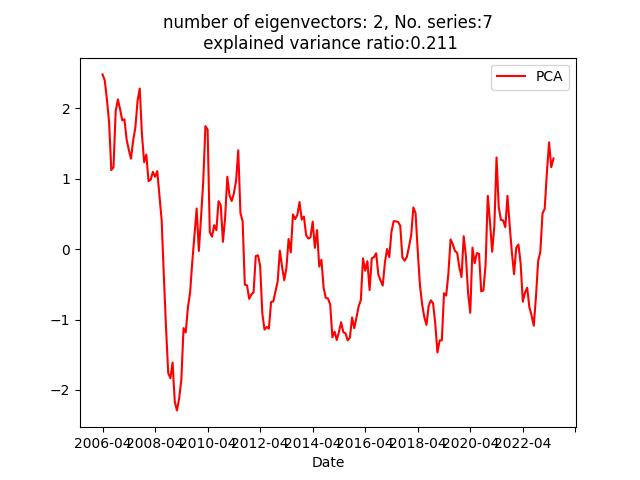 number of eigenvectors: 2, No. series:7
explained variance ratio:0.211
PCA
2
1
0
−1
−2
2006-04 2008-04 2010-04 2012-04 2014-04 2016-04 2018-04 2020-04 2022-04
Date